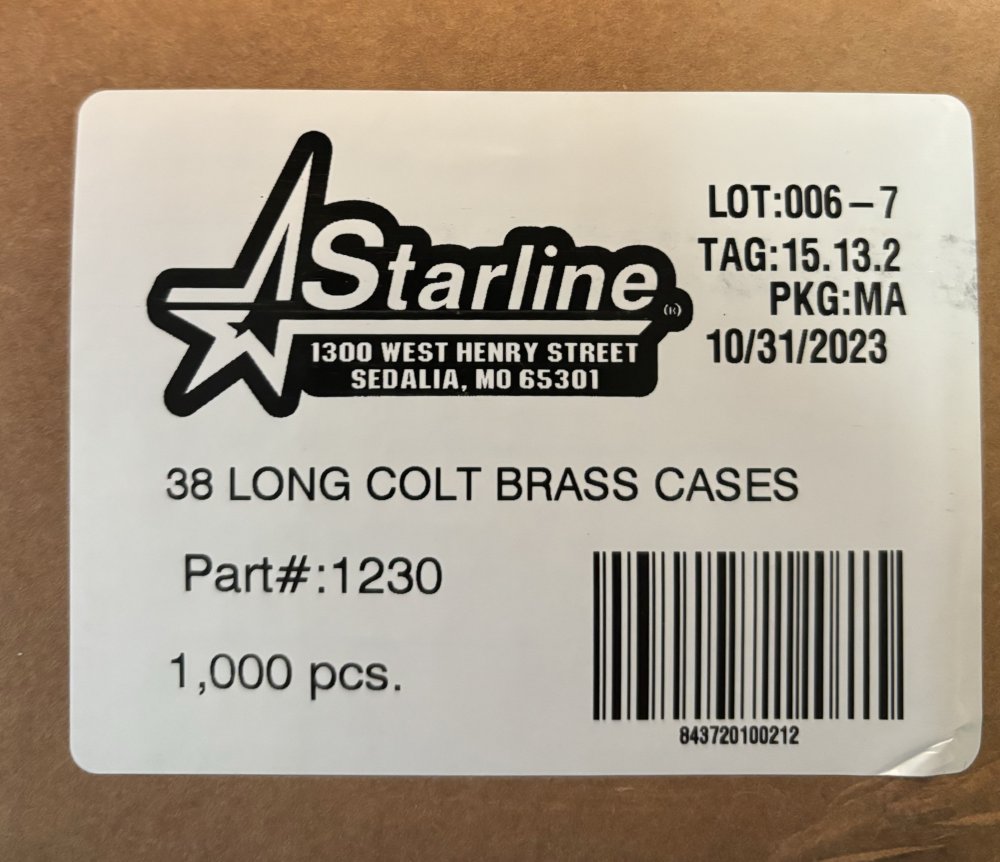 Starline®
1300 WEST HENRY STREET
SEDALIA, MO 65301
LOT:006-7
TAG:15.13.2
PKG:MA
10/31/2023
38 LONG COLT BRASS CASES
Part#:1230
1,000 pcs.
843720100212